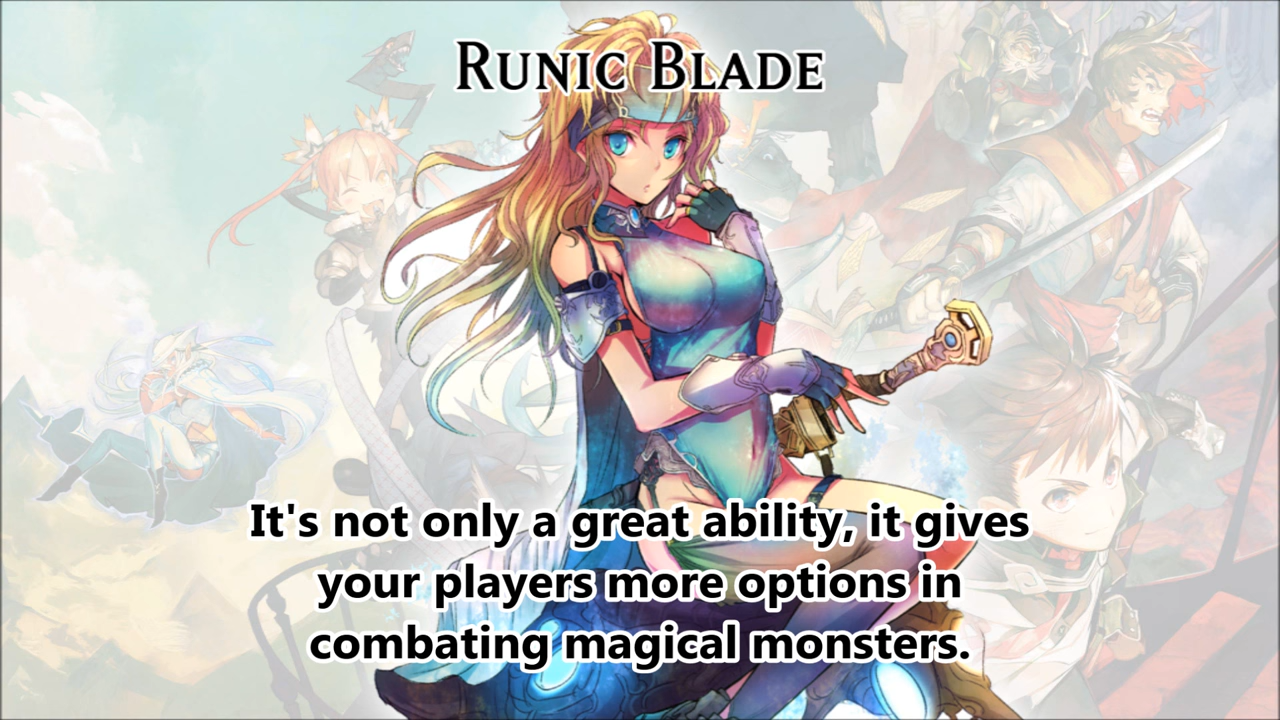 Runic Blade
It's not only a great ability, it gives
your players more options in
combating magical monsters.